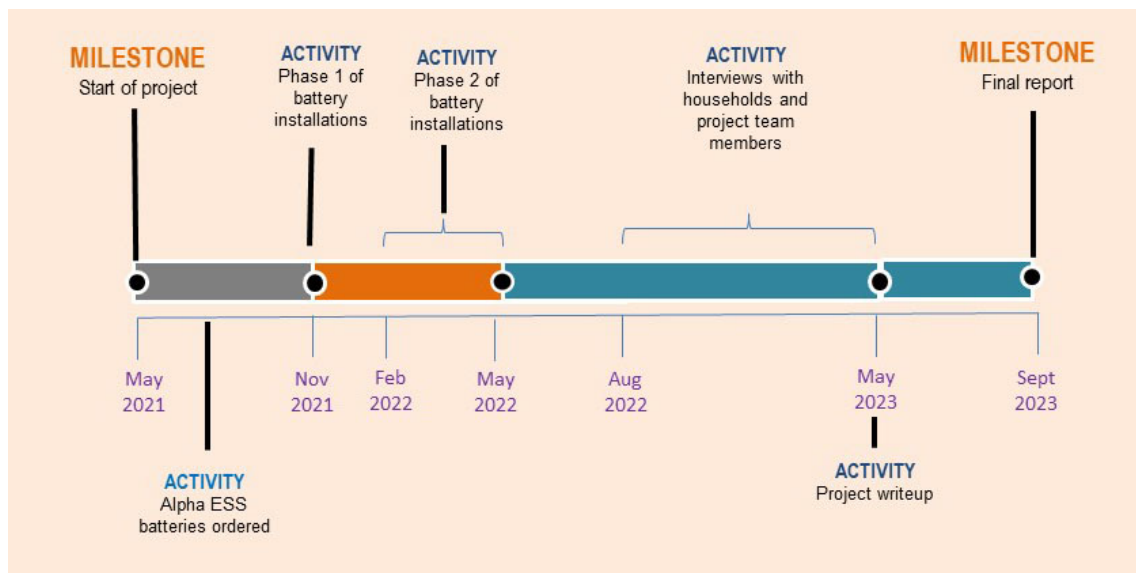 MILESTONE
Start of project
ACTIVITY
Phase 1 of
battery
installations
ACTIVITY
Phase 2 of
battery
installations
ACTIVITY
Interviews with
households and
project team
members
MILESTONE
Final report
May
2021
Nov
2021
Feb
2022
May
2022
Aug
2022
May
2023
Sept
2023
ACTIVITY
Alpha ESS
batteries ordered
ACTIVITY
Project writeup